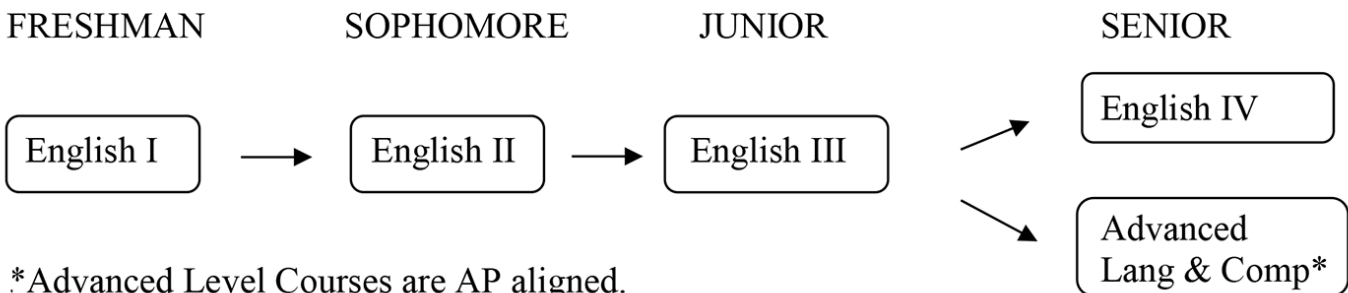 FRESHMAN SOPHOMORE JUNIOR SENIOR
English I English II English III English IV
Advanced
Lang & Comp*
*Advanced Level Courses are AP aligned.